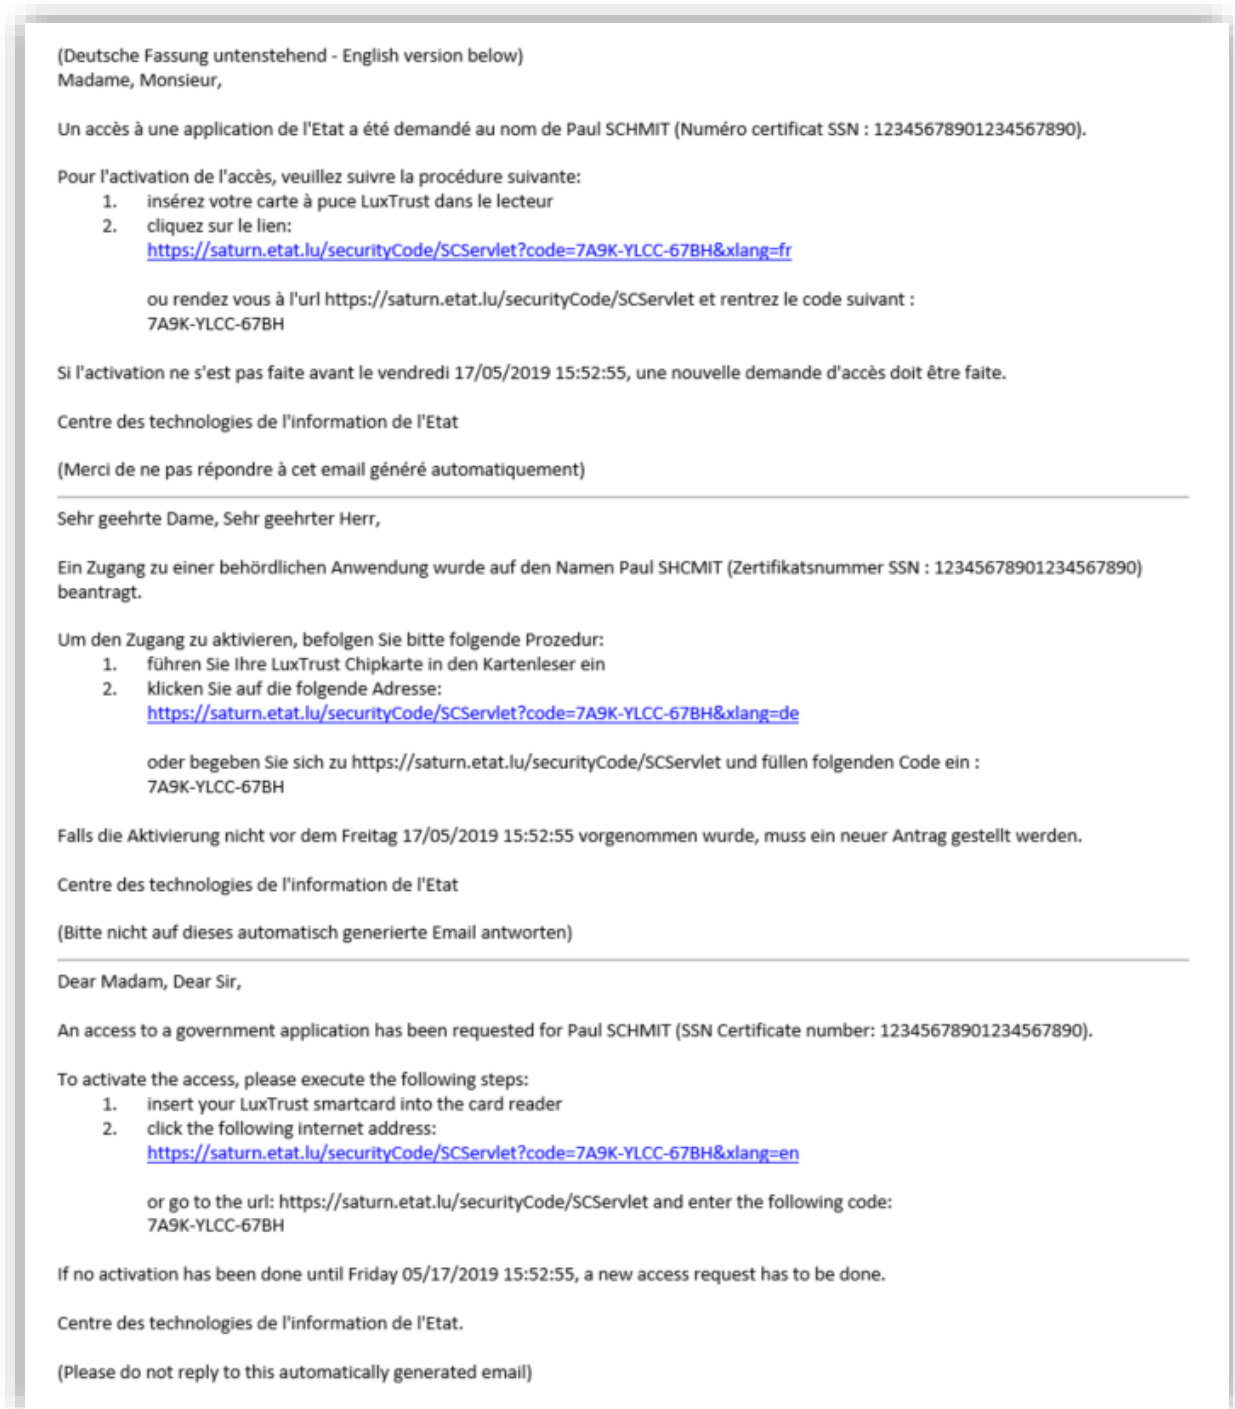 (Deutsche Fassung untenstehend - English version below)
Madame, Monsieur,
Un accès à une application de l'Etat a été demandé au nom de Paul SCHMIT (Numéro certificat SSN : 12345678901234567890).
Pour l'activation de l'accès, veuillez suivre la procédure suivante:
1. insérez votre carte à puce LuxTrust dans le lecteur
2. cliquez sur le lien:
https://saturn.etat.lu/securityCode/SCServlet?code=7A9K-YLCC-67BH&xlang=fr
ou rendez vous à l'url https://saturn.etat.lu/securityCode/SCServlet et rentrez le code suivant :
7A9K-YLCC-67BH
Si l'activation ne s'est pas faite avant le vendredi 17/05/2019 15:52:55, une nouvelle demande d'accès doit être faite.
Centre des technologies de l'information de l'Etat
(Merci de ne pas répondre à cet email généré automatiquement)
Sehr geehrte Dame, Sehr geehrter Herr,
Ein Zugang zu einer behördlichen Anwendung wurde auf den Namen Paul SHCMIT (Zertifikatsnummer SSN : 12345678901234567890)
beantragt.
Um den Zugang zu aktivieren, befolgen Sie bitte folgende Prozedur:
1. führen Sie Ihre LuxTrust Chipkarte in den Kartenleser ein
2. klicken Sie auf die folgende Adresse:
https://saturn.etat.lu/securityCode/SCServlet?code=7A9K-YLCC-67BH&xlang=de
oder begeben Sie sich zu https://saturn.etat.lu/securityCode/SCServlet und füllen folgenden Code ein :
7A9K-YLCC-67BH
Falls die Aktivierung nicht vor dem Freitag 17/05/2019 15:52:55 vorgenommen wurde, muss ein neuer Antrag gestellt werden.
Centre des technologies de l'information de l'Etat
(Bitte nicht auf dieses automatisch generierte Email antworten)
Dear Madam, Dear Sir,
An access to a government application has been requested for Paul SCHMIT (SSN Certificate number: 12345678901234567890).
To activate the access, please execute the following steps:
1. insert your LuxTrust smartcard into the card reader
2. click the following internet address:
https://saturn.etat.lu/securityCode/SCServlet?code=7A9K-YLCC-67BH&xlang=en
or go to the url: https://saturn.etat.lu/securityCode/SCServlet and enter the following code:
7A9K-YLCC-67BH
If no activation has been done until Friday 05/17/2019 15:52:55, a new access request has to be done.
Centre des technologies de l'information de l'Etat.
(Please do not reply to this automatically generated email)